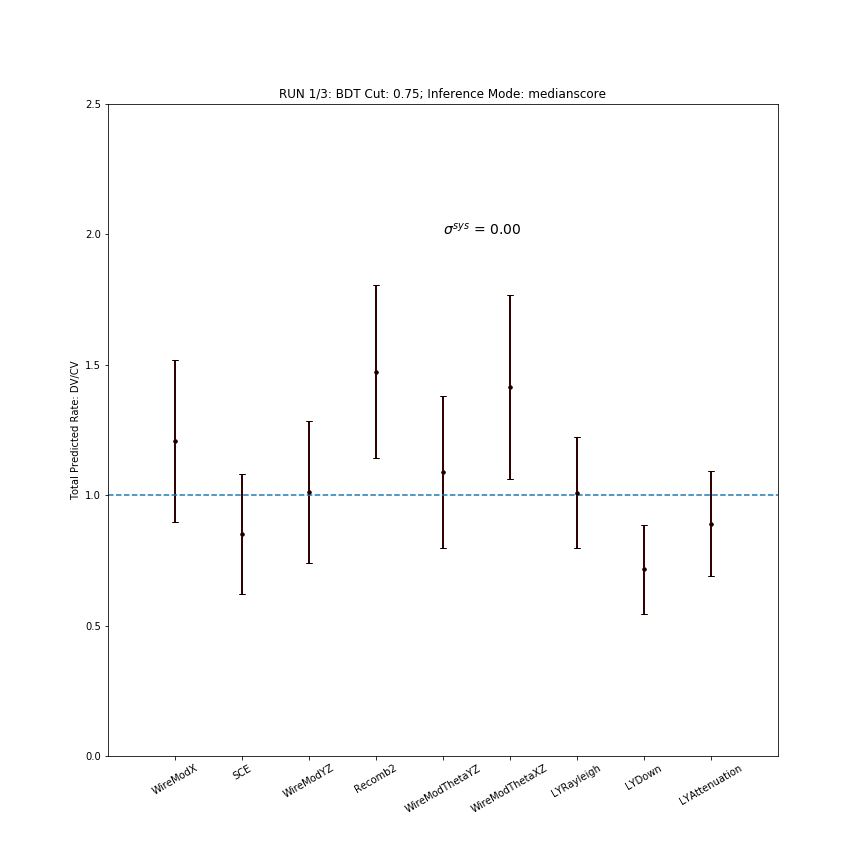 RUN 1/3: BDT Cut: 0.75; Inference Mode: medianscore
2.5
2.0
1.5
1.0
0.5
0.0
Total Predicted Rate: DV/CV
σ^sys = 0.00
WireModX
SCE
WireModYZ
Recomb2
WireModThetaYZ
WireModThetaXZ
LYRayleigh
LYDown
LYAttenuation